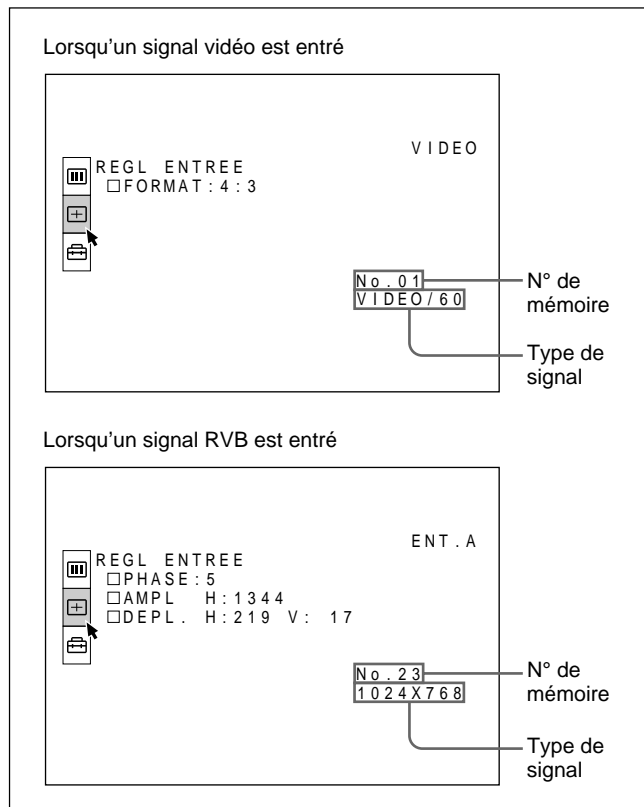 Lorsqu'un signal vidéo est entré
VIDEO
REGL ENTREE
□FORMAT:4:3
No.01
VIDEO/60
N° de
mémoire
Type de
signal
Lorsqu'un signal RVB est entré
ENT.A
REGL ENTREE
□PHASE:5
□AMPL H:1344
□DEPL. H:219 V: 17
No.23
1024X768
N° de
mémoire
Type de
signal